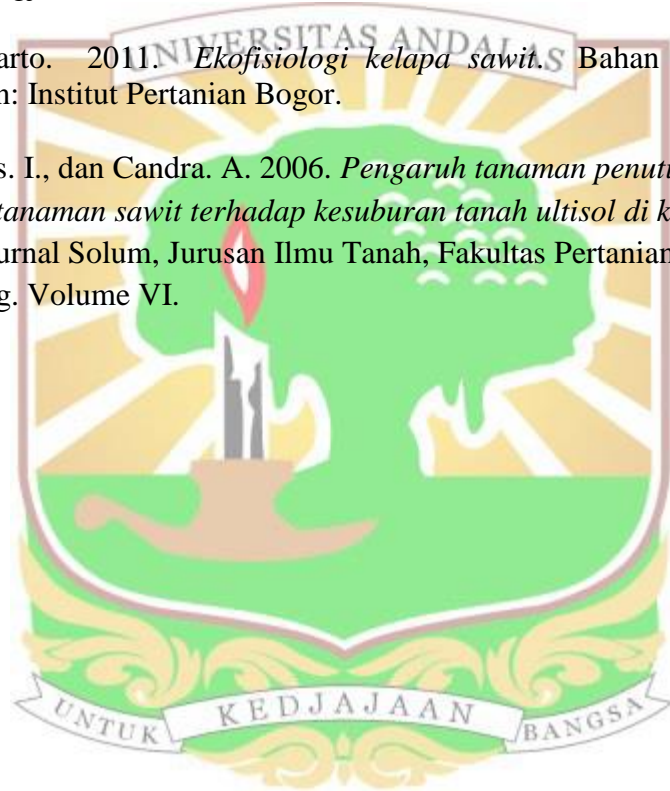 UNIVERSITAS ANDALAS
arto. 2011. Ekofisiologi kelapa sawit. Bahan
n: Institut Pertanian Bogor.
s. I., dan Candra. A. 2006. Pengaruh tanaman penutu
tanaman sawit terhadap kesuburan tanah ultisol di k
urnal Solum, Jurusan Ilmu Tanah, Fakultas Pertanian
g. Volume VI.
UNTUK KEDJAJAAN BANGSA